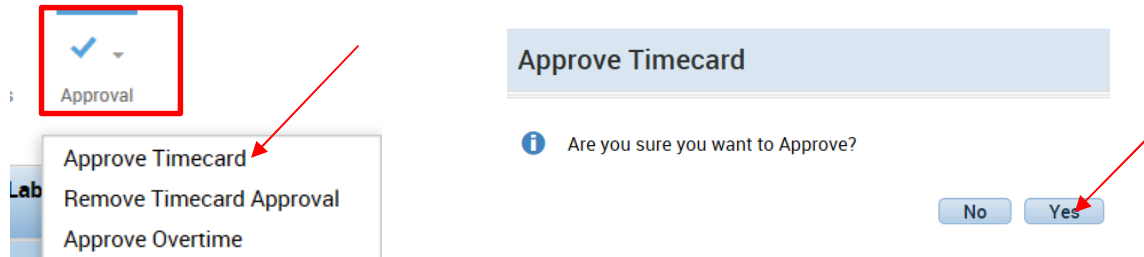 Approval
Approve Timecard
Lab
Remove Timecard Approval
Approve Overtime
Approve Timecard
Are you sure you want to Approve?
No
Yes